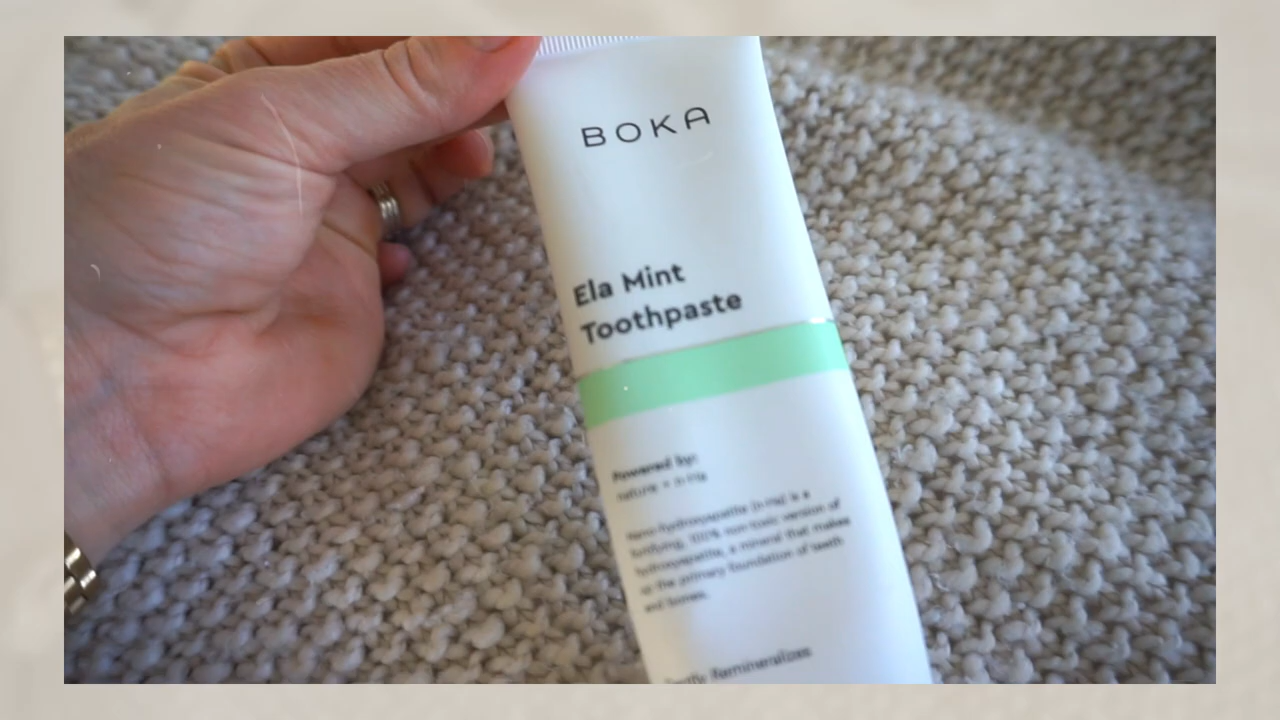 BOKA
Ela Mint
Toothpaste
Powered by:
nature + n-Ha
Nano-hydroxyapatite (n-Ha) is a
fortifying, 100% non-toxic version of
hydroxyapatite, a mineral that makes
up the primary foundation of teeth
and bones.
Remineralizes